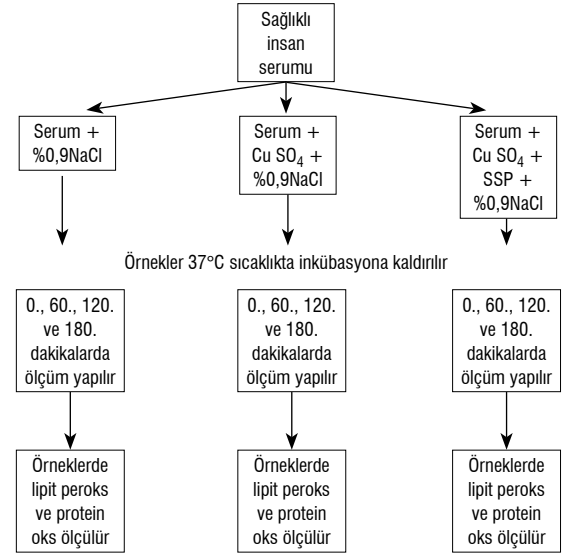 Sağlıklı
insan
serumu
Serum +
%0,9NaCl
Serum +
Cu SO4 +
%0,9NaCl
Serum +
Cu SO4 +
SSP +
%0,9NaCl
Örnekler 37°C sıcaklıkta inkübasyona kaldırılır
0., 60., 120.
ve 180.
dakikalarda
ölçüm yapılır
0., 60., 120.
ve 180.
dakikalarda
ölçüm yapılır
0., 60., 120.
ve 180.
dakikalarda
ölçüm yapılır
Örneklerde
lipit peroks
ve protein
oks ölçülür
Örneklerde
lipit peroks
ve protein
oks ölçülür
Örneklerde
lipit peroks
ve protein
oks ölçülür